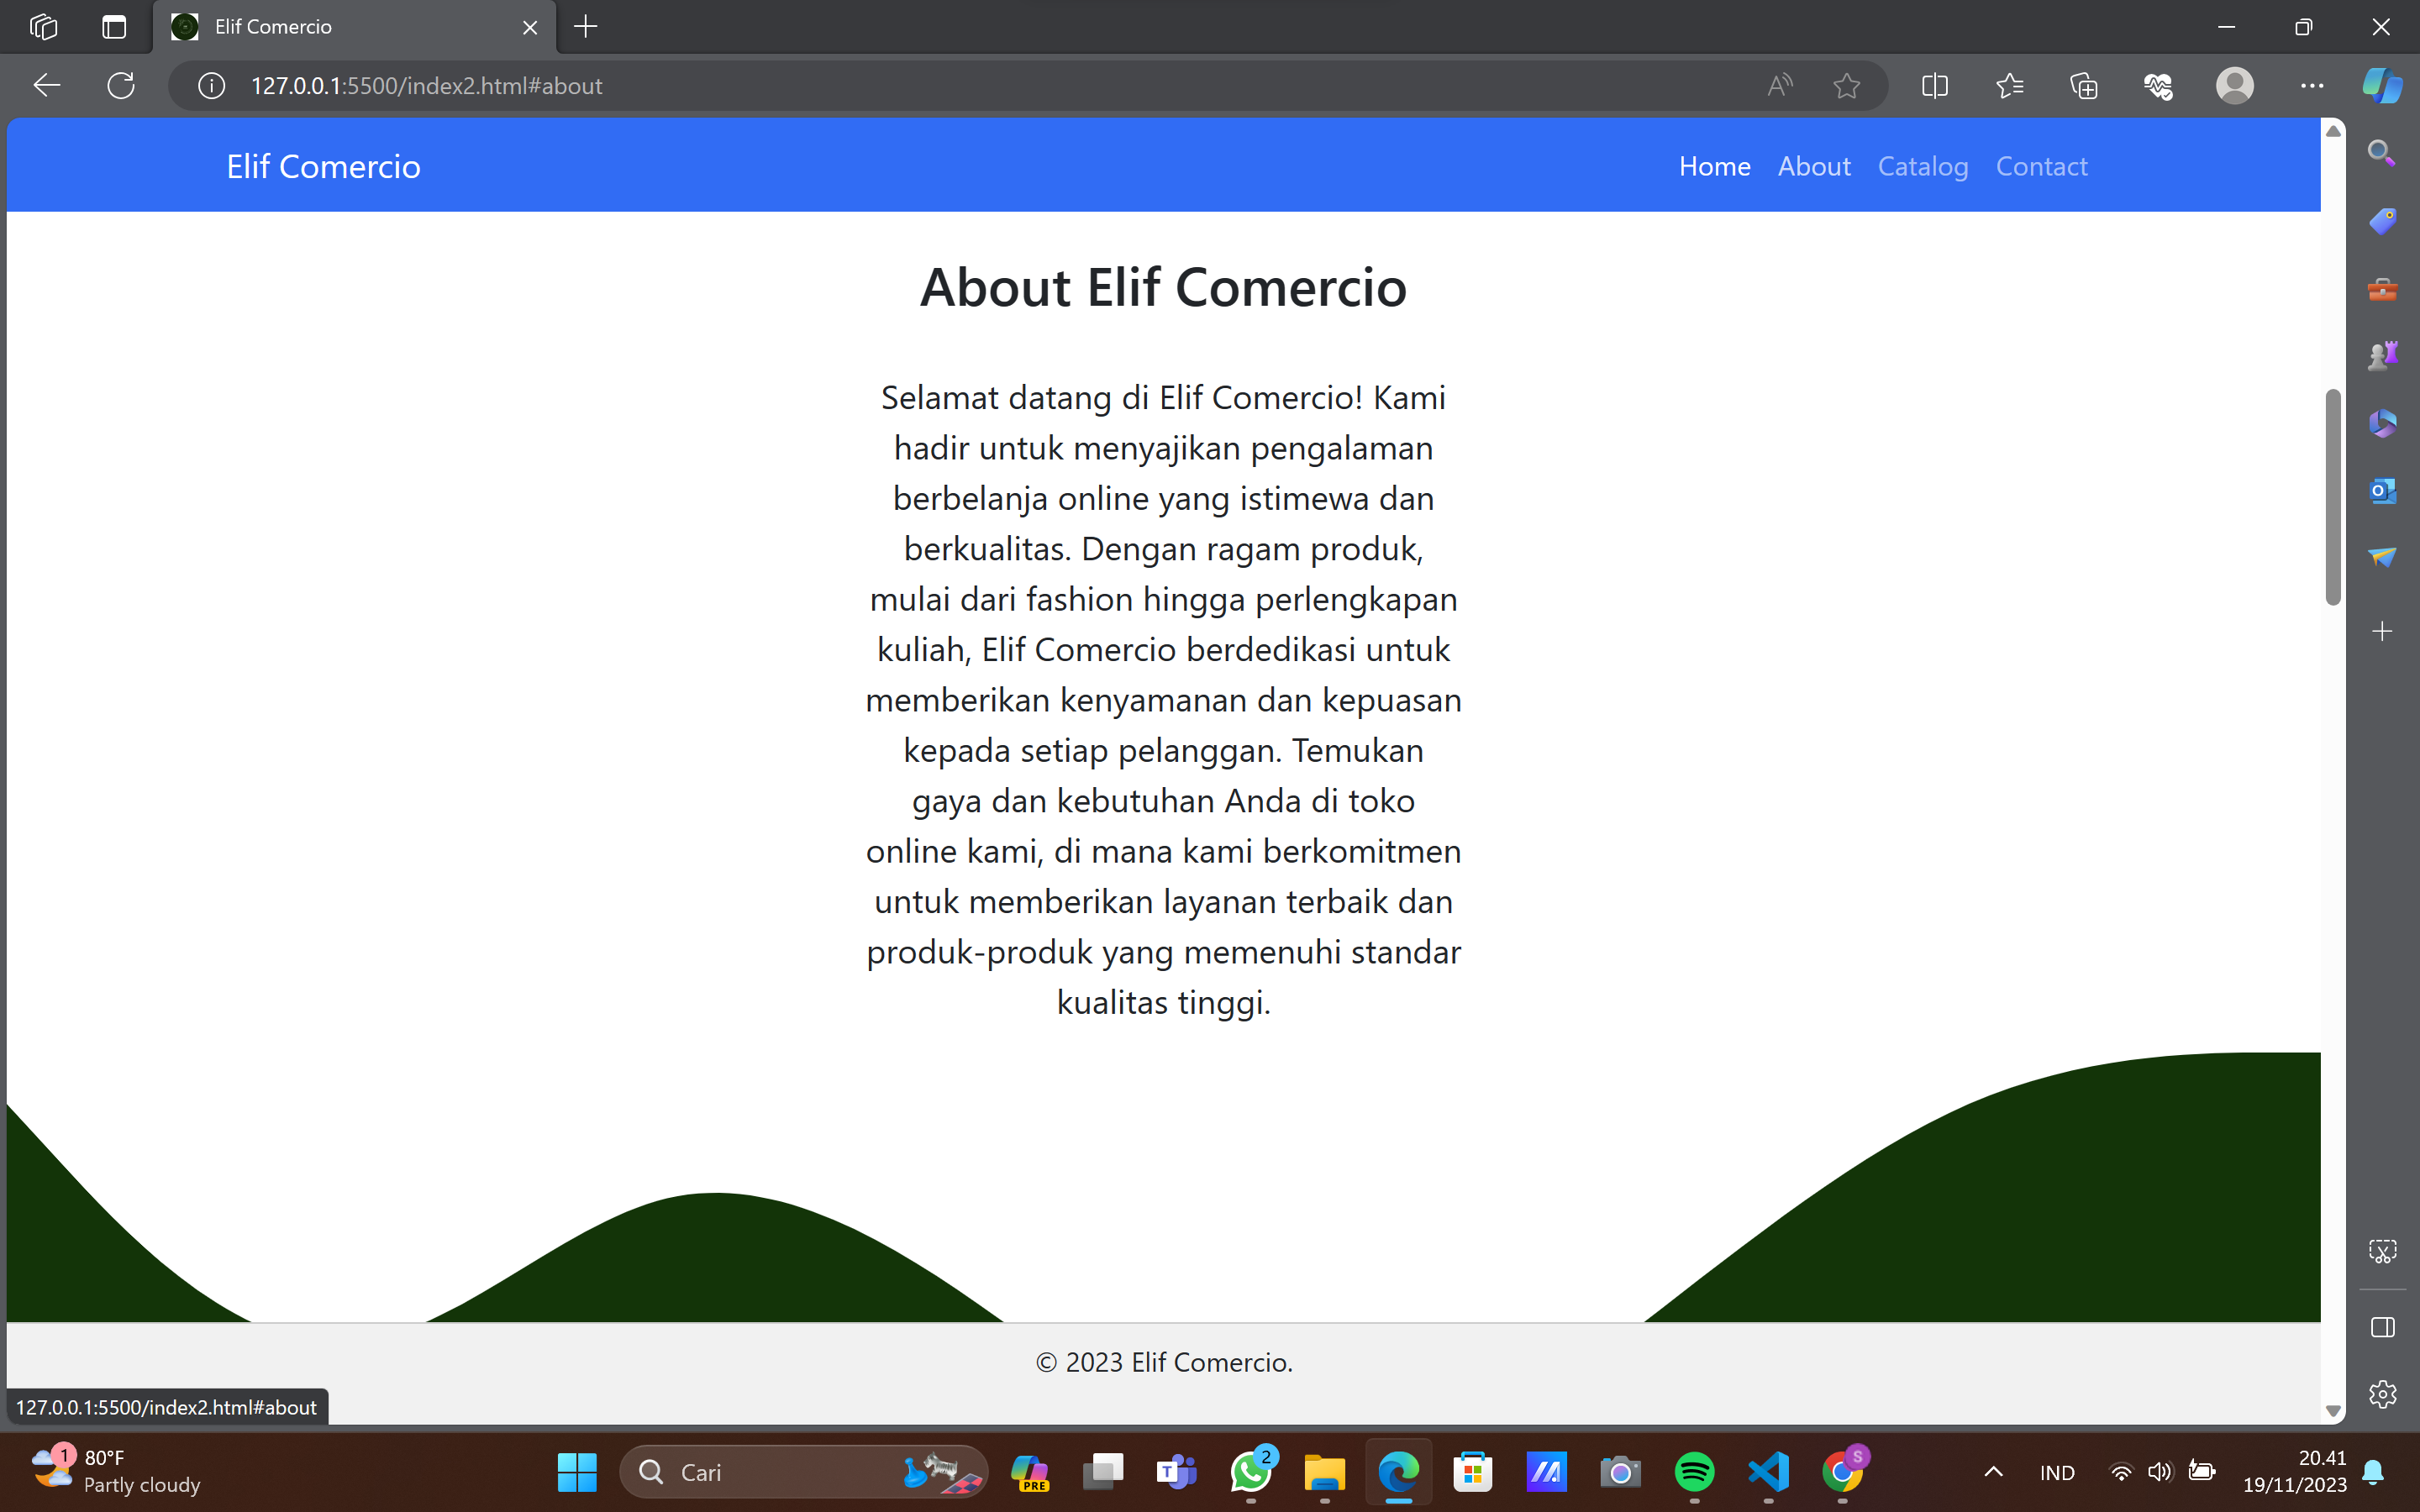 Elif Comercio
127.0.0.1:5500/index2.html#about
Elif Comercio
Home About Catalog Contact
About Elif Comercio
Selamat datang di Elif Comercio! Kami
hadir untuk menyajikan pengalaman
berbelanja online yang istimewa dan
berkualitas. Dengan ragam produk,
mulai dari fashion hingga perlengkapan
kuliah, Elif Comercio berdedikasi untuk
memberikan kenyamanan dan kepuasan
kepada setiap pelanggan. Temukan
gaya dan kebutuhan Anda di toko
online kami, di mana kami berkomitmen
untuk memberikan layanan terbaik dan
produk-produk yang memenuhi standar
kualitas tinggi.
© 2023 Elif Comercio.
127.0.0.1:5500/index2.html#about
1
80°F
Partly cloudy
Cari
PRE
T
2
S
IND
20.41
19/11/2023